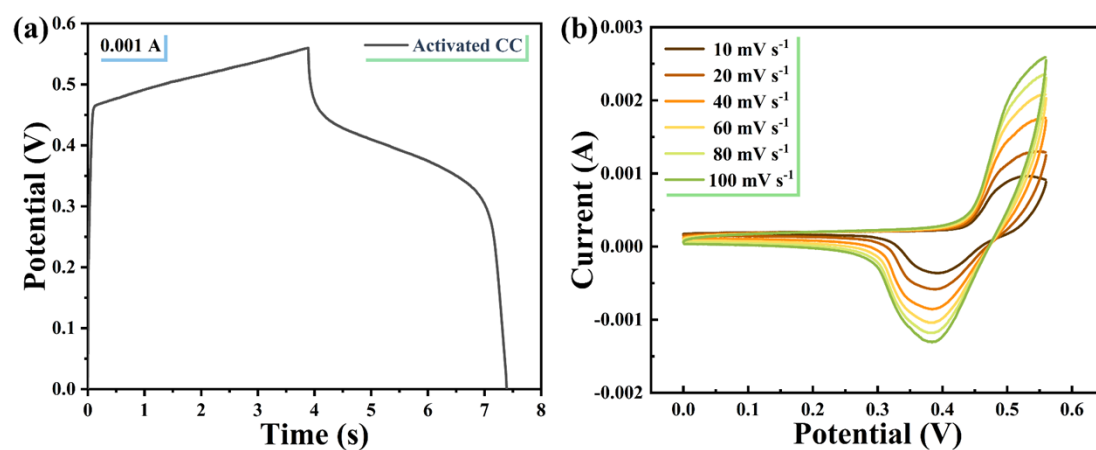 (a)
0.001 A
Activated CC
Potential (V)
0.6
0.5
0.4
0.3
0.2
0.1
0.0
0 1 2 3 4 5 6 7 8
Time (s)
(b)
10 mV s⁻¹
20 mV s⁻¹
40 mV s⁻¹
60 mV s⁻¹
80 mV s⁻¹
100 mV s⁻¹
Current (A)
0.003
0.002
0.001
0.000
-0.001
-0.002
0.0 0.1 0.2 0.3 0.4 0.5 0.6
Potential (V)